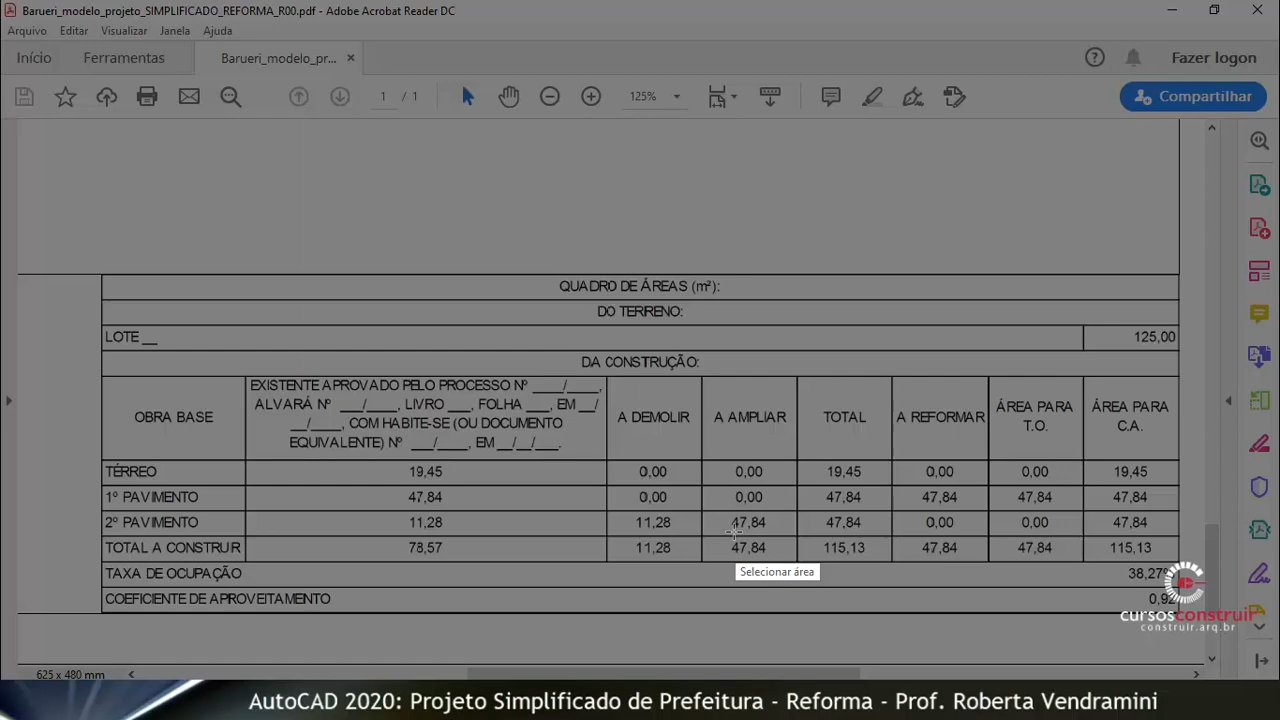 Barueri_modelo_projeto_SIMPLIFICADO_REFORMA_R00.pdf - Adobe Acrobat Reader DC
Arquivo Editar Visualizar Janela Ajuda
Início Ferramentas Barueri_modelo_pr... Fazer logon
1 / 1 125% Compartilhar
QUADRO DE ÁREAS (m²):
DO TERRENO:
LOTE __ 125,00
DA CONSTRUÇÃO:
OBRA BASE
EXISTENTE APROVADO PELO PROCESSO Nº ____/____,
ALVARÁ Nº ___/____, LIVRO ___, FOLHA ___, EM __/
__/____, COM HABITE-SE (OU DOCUMENTO
EQUIVALENTE) Nº ___/____, EM __/__/___.
A DEMOLIR
A AMPLIAR
TOTAL
A REFORMAR
ÁREA PARA
T.O.
ÁREA PARA
C.A.
TÉRREO 19,45 0,00 0,00 19,45 0,00 0,00 19,45
1º PAVIMENTO 47,84 0,00 0,00 47,84 47,84 47,84 47,84
2º PAVIMENTO 11,28 11,28 47,84 47,84 0,00 0,00 47,84
TOTAL A CONSTRUR 78,57 11,28 47,84 115,13 47,84 47,84 115,13
Selecionar área
TAXA DE OCUPAÇÃO 38,27%
COEFICIENTE DE APROVEITAMENTO 0,92
cursosconstruir
construir.arq.br
625 x 480 mm
AutoCAD 2020: Projeto Simplificado de Prefeitura - Reforma - Prof. Roberta Vendramini